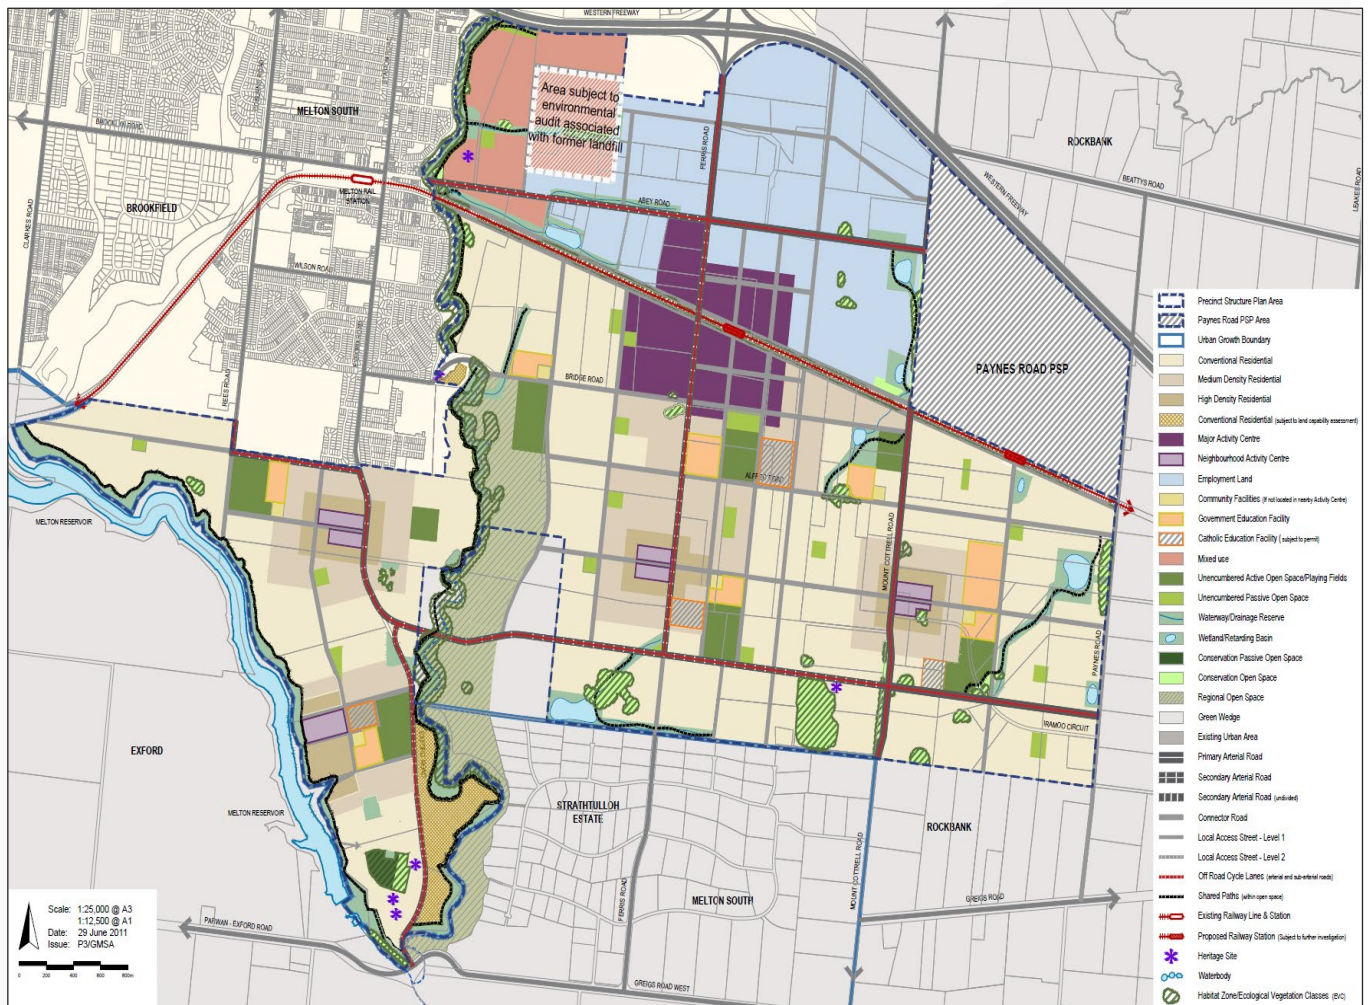 WESTERN FREEWAY
MELTON SOUTH
BROOKLYN ROAD
Area subject to
environmental
audit associated
with former landfill
FERRIS ROAD
ROCKBANK
WESTERN FREEWAY
BEATTYS ROAD
LEAKES ROAD
CLARKES ROAD
BROOKFIELD
MELTON RAIL
STATION
ABEY ROAD
WILSON ROAD
REES ROAD
BRIDGE ROAD
PAYNES ROAD PSP
MELTON RESERVOIR
MOUNT COTTRELL ROAD
PAYNES ROAD
IRAMOO CIRCUIT
EXFORD
MELTON RESERVOIR
STRATHTULLOH
ESTATE
ROCKBANK
MELTON SOUTH
FERRIS ROAD
MOUNT COTTRELL ROAD
GREIGS ROAD
PARWAN - EXFORD ROAD
GREIGS ROAD WEST
Scale: 1:25,000 @ A3
1:12,500 @ A1
Date: 29 June 2011
Issue: P3/GMSA
0 200 400 600 800m
Precinct Structure Plan Area
Paynes Road PSP Area
Urban Growth Boundary
Conventional Residential
Medium Density Residential
High Density Residential
Conventional Residential (subject to land capability assessment)
Major Activity Centre
Neighbourhood Activity Centre
Employment Land
Community Facilities (If not located in nearby Activity Centre)
Government Education Facility
Catholic Education Facility ( subject to permit)
Mixed use
Unencumbered Active Open Space/Playing Fields
Unencumbered Passive Open Space
Waterway/Drainage Reserve
Wetland/Retarding Basin
Conservation Passive Open Space
Conservation Open Space
Regional Open Space
Green Wedge
Existing Urban Area
Primary Arterial Road
Secondary Arterial Road
Secondary Arterial Road (undivided)
Connector Road
Local Access Street - Level 1
Local Access Street - Level 2
Off Road Cycle Lanes (arterial and sub-arterial roads)
Shared Paths (within open space)
Existing Railway Line & Station
Proposed Railway Station (Subject to further investigation)
Heritage Site
Waterbody
Habitat Zone/Ecological Vegetation Classes (EVC)